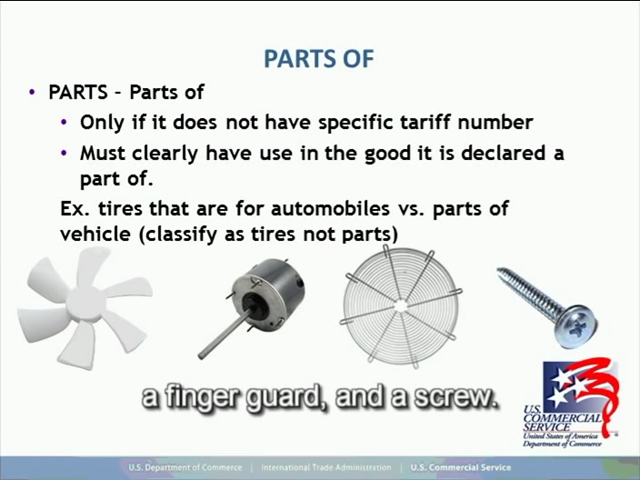 PARTS OF
• PARTS – Parts of
• Only if it does not have specific tariff number
• Must clearly have use in the good it is declared a
part of.
Ex. tires that are for automobiles vs. parts of
vehicle (classify as tires not parts)
a finger guard, and a screw.
U.S.
COMMERCIAL
SERVICE
United States of America
Department of Commerce
U.S. Department of Commerce | International Trade Administration | U.S. Commercial Service